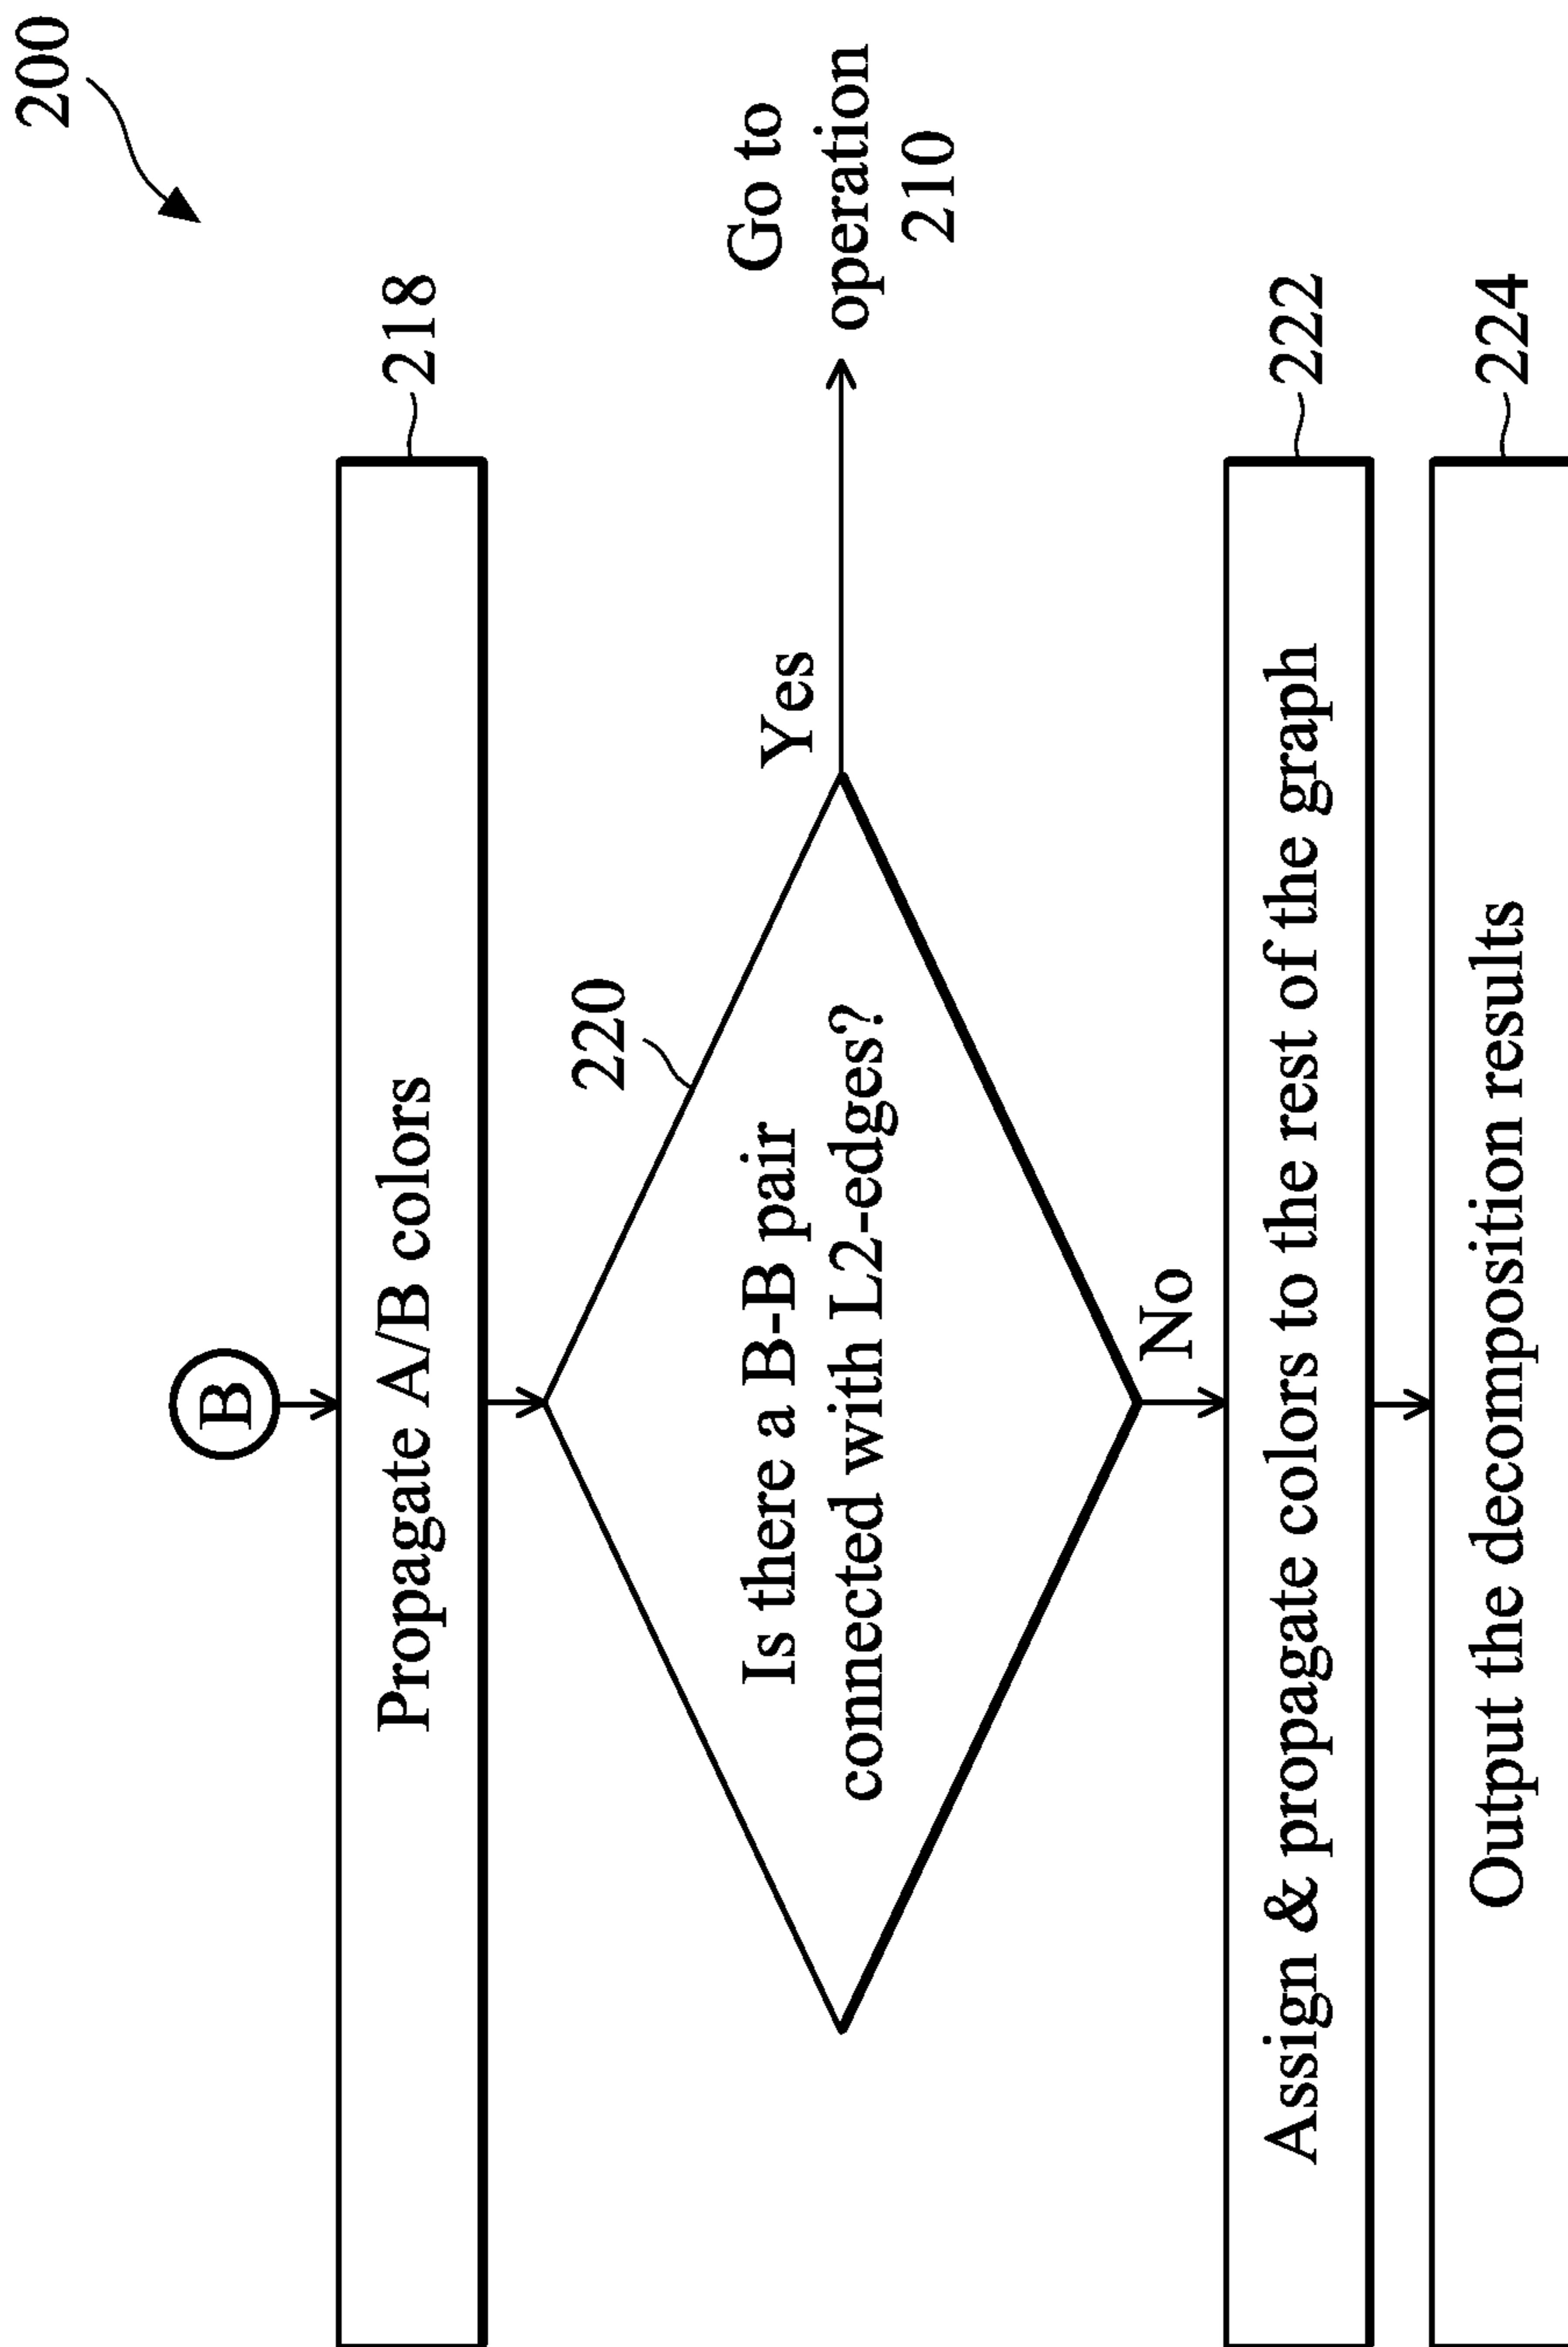 200
B
Propagate A/B colors
218
220
Is there a B-B pair
connected with L2-edges?
Yes
Go to
operation
210
No
Assign & propagate colors to the rest of the graph
222
Output the decomposition results
224